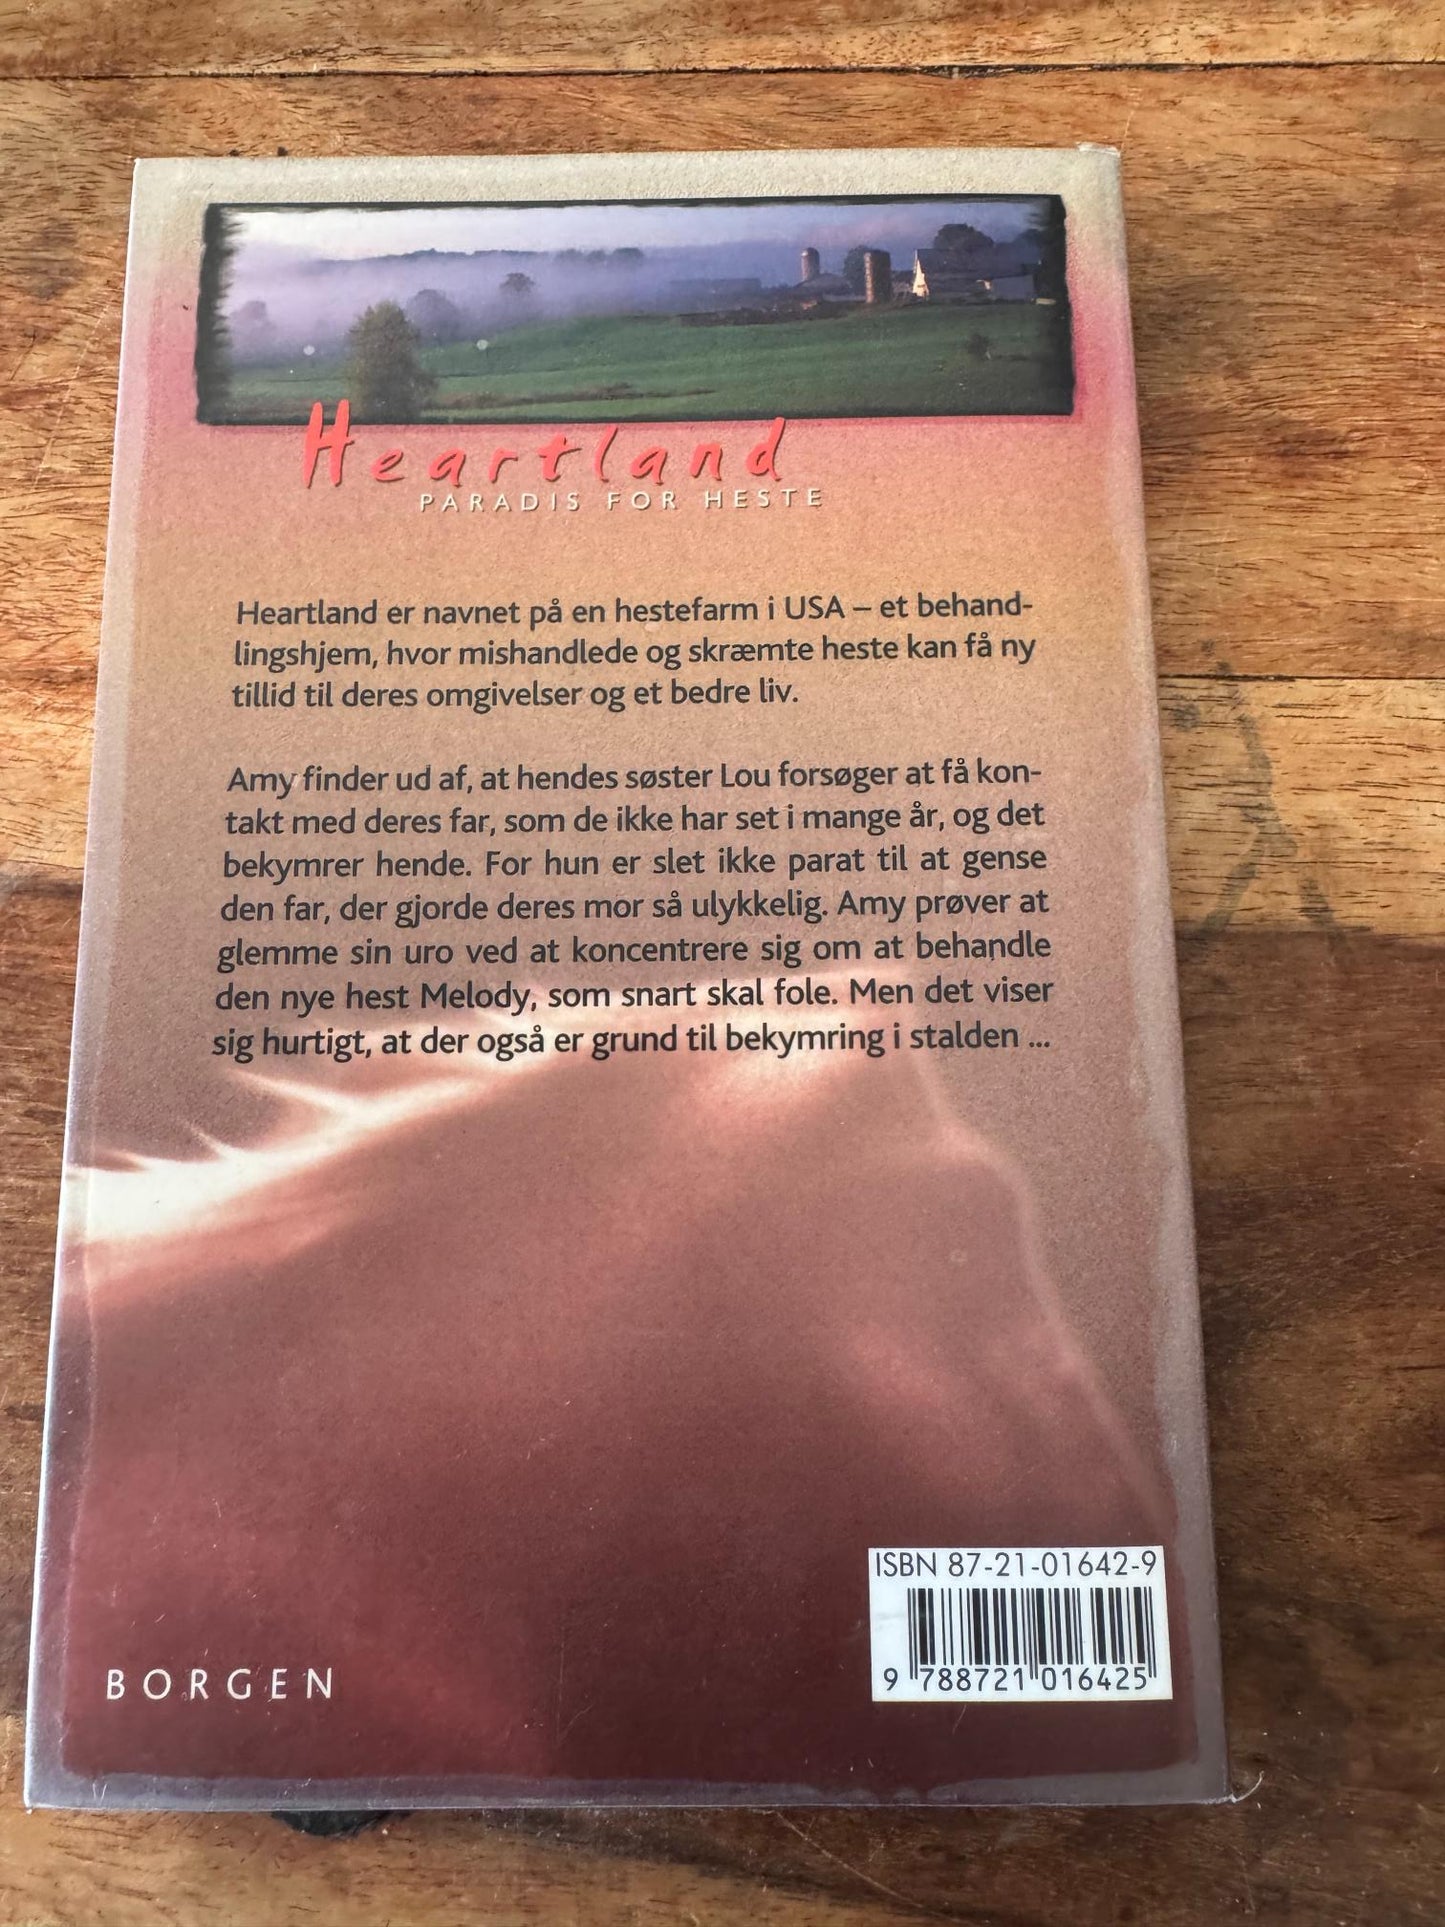 Heartland
PARADIS FOR HESTE
Heartland er navnet på en hestefarm i USA – et behand-
lingshjem, hvor mishandlede og skræmte heste kan få ny
tillid til deres omgivelser og et bedre liv.
Amy finder ud af, at hendes søster Lou forsøger at få kon-
takt med deres far, som de ikke har set i mange år, og det
bekymrer hende. For hun er slet ikke parat til at gense
den far, der gjorde deres mor så ulykkelig. Amy prøver at
glemme sin uro ved at koncentrere sig om at behandle
den nye hest Melody, som snart skal fole. Men det viser
sig hurtigt, at der også er grund til bekymring i stalden ...
ISBN 87-21-01642-9
9 788721 016425
BORGEN